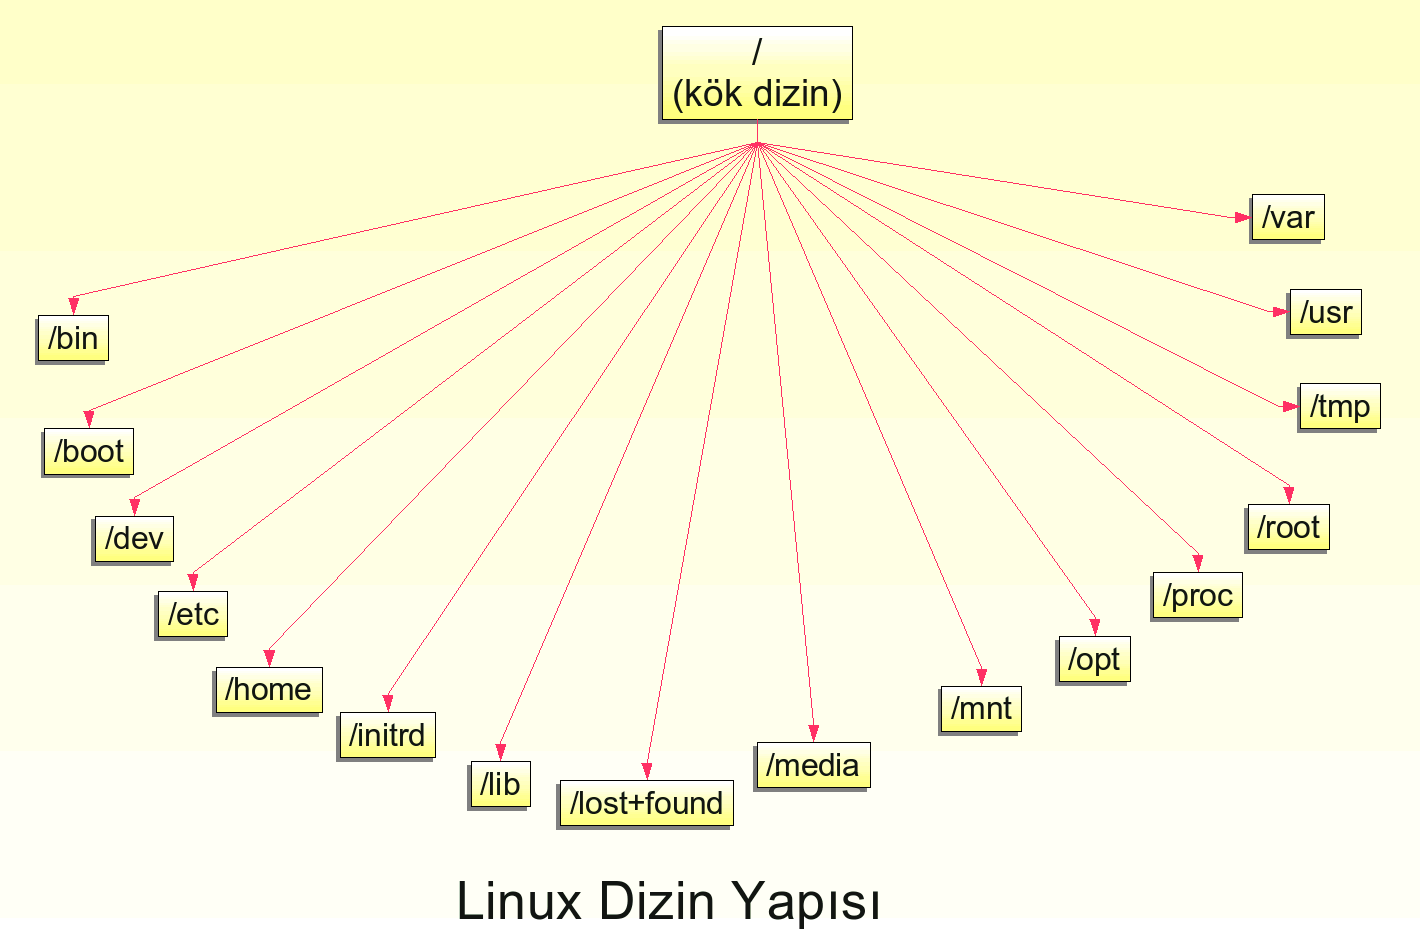 /
(kök dizin)
/var
/bin
/usr
/tmp
/boot
/root
/dev
/proc
/etc
/opt
/home
/mnt
/initrd
/media
/lib
/lost+found
Linux Dizin Yapısı